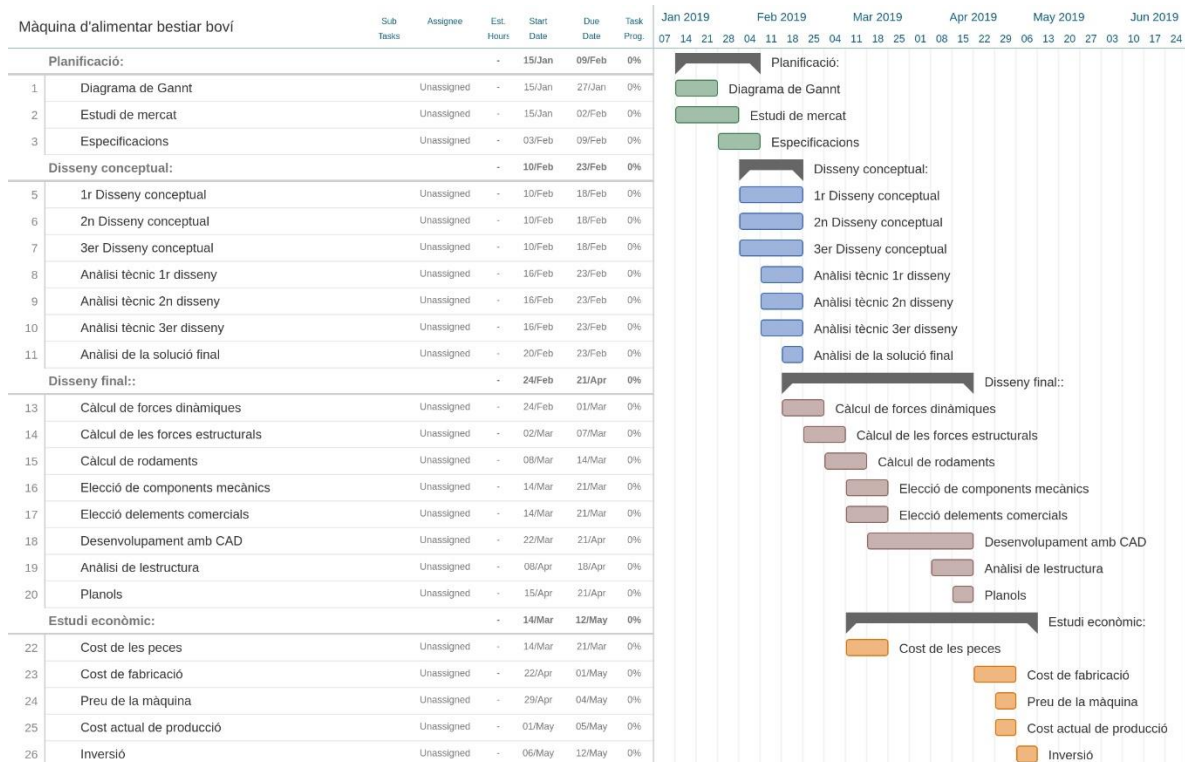 Màquina d'alimentar bestiar boví Sub Tasks Assignee Est. Hours Start Date Due Date Task Prog. Jan 2019 Feb 2019 Mar 2019 Apr 2019 May 2019 Jun 2019
07 14 21 28 04 11 18 25 04 11 18 25 01 08 15 22 29 06 13 20 27 03 10 17 24
Planificació: - 15/Jan 09/Feb 0% Planificació:
1 Diagrama de Gannt Unassigned - 15/Jan 27/Jan 0% Diagrama de Gannt
2 Estudi de mercat Unassigned - 15/Jan 02/Feb 0% Estudi de mercat
3 Especificacions Unassigned - 03/Feb 09/Feb 0% Especificacions
Disseny conceptual: - 10/Feb 23/Feb 0% Disseny conceptual:
5 1r Disseny conceptual Unassigned - 10/Feb 18/Feb 0% 1r Disseny conceptual
6 2n Disseny conceptual Unassigned - 10/Feb 18/Feb 0% 2n Disseny conceptual
7 3er Disseny conceptual Unassigned - 10/Feb 18/Feb 0% 3er Disseny conceptual
8 Anàlisi tècnic 1r disseny Unassigned - 16/Feb 23/Feb 0% Anàlisi tècnic 1r disseny
9 Anàlisi tècnic 2n disseny Unassigned - 16/Feb 23/Feb 0% Anàlisi tècnic 2n disseny
10 Anàlisi tècnic 3er disseny Unassigned - 16/Feb 23/Feb 0% Anàlisi tècnic 3er disseny
11 Anàlisi de la solució final Unassigned - 20/Feb 23/Feb 0% Anàlisi de la solució final
Disseny final:: - 24/Feb 21/Apr 0% Disseny final::
13 Càlcul de forces dinàmiques Unassigned - 24/Feb 01/Mar 0% Càlcul de forces dinàmiques
14 Càlcul de les forces estructurals Unassigned - 02/Mar 07/Mar 0% Càlcul de les forces estructurals
15 Càlcul de rodaments Unassigned - 08/Mar 14/Mar 0% Càlcul de rodaments
16 Elecció de components mecànics Unassigned - 14/Mar 21/Mar 0% Elecció de components mecànics
17 Elecció delements comercials Unassigned - 14/Mar 21/Mar 0% Elecció delements comercials
18 Desenvolupament amb CAD Unassigned - 22/Mar 21/Apr 0% Desenvolupament amb CAD
19 Anàlisi de lestructura Unassigned - 08/Apr 18/Apr 0% Anàlisi de lestructura
20 Planols Unassigned - 15/Apr 21/Apr 0% Planols
Estudi econòmic: - 14/Mar 12/May 0% Estudi econòmic:
22 Cost de les peces Unassigned - 14/Mar 21/Mar 0% Cost de les peces
23 Cost de fabricació Unassigned - 22/Apr 01/May 0% Cost de fabricació
24 Preu de la màquina Unassigned - 29/Apr 04/May 0% Preu de la màquina
25 Cost actual de producció Unassigned - 01/May 05/May 0% Cost actual de producció
26 Inversió Unassigned - 06/May 12/May 0% Inversió